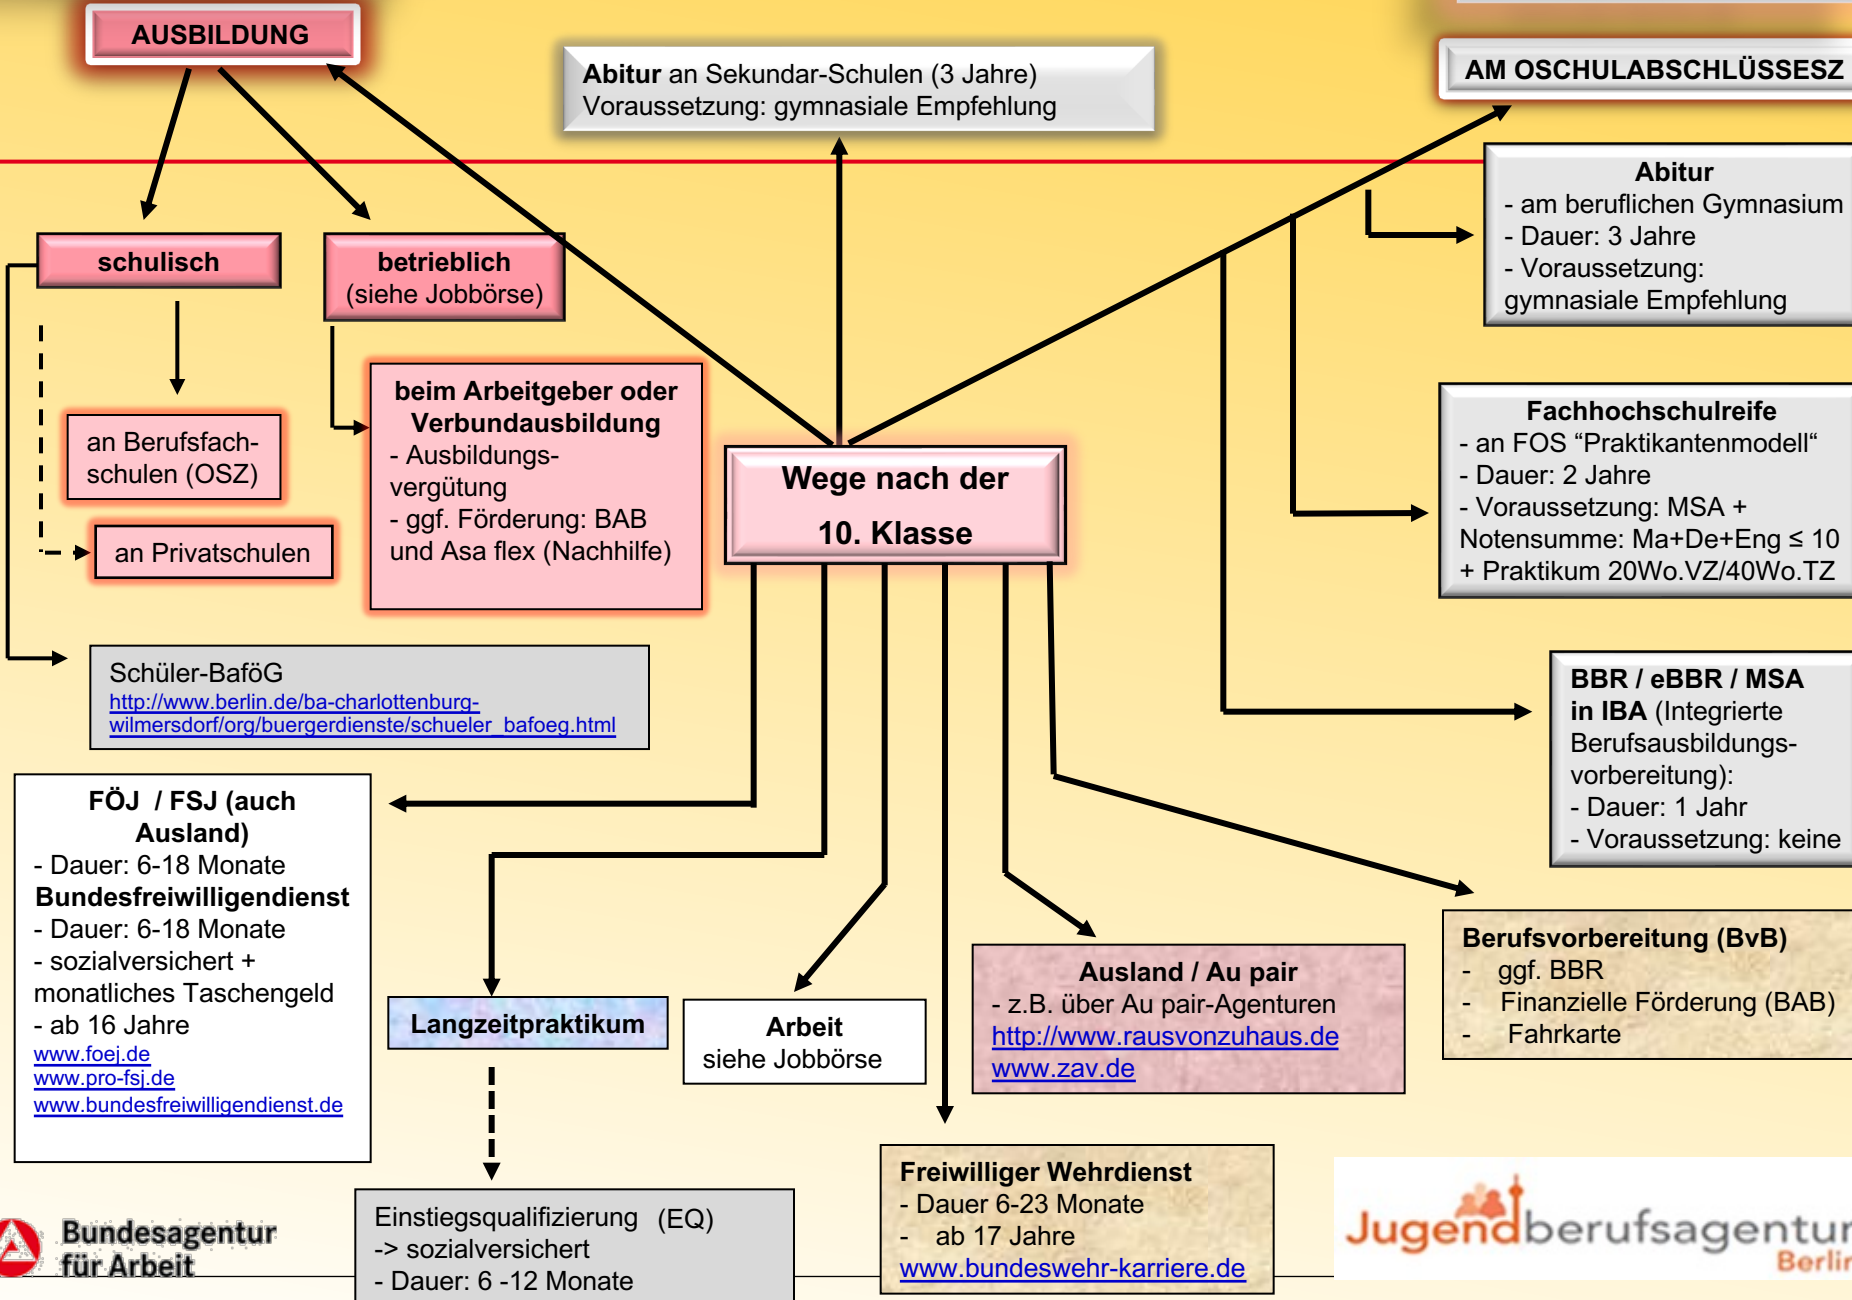 AUSBILDUNG
Abitur an Sekundar-Schulen (3 Jahre)
Voraussetzung: gymnasiale Empfehlung
AM OSCHULABSCHLÜSSESZ
Abitur
- am beruflichen Gymnasium
- Dauer: 3 Jahre
- Voraussetzung:
gymnasiale Empfehlung
schulisch
betrieblich
(siehe Jobbörse)
an Berufsfach-
schulen (OSZ)
an Privatschulen
beim Arbeitgeber oder
Verbundausbildung
- Ausbildungs-
vergütung
- ggf. Förderung: BAB
und Asa flex (Nachhilfe)
Wege nach der
10. Klasse
Fachhochschulreife
- an FOS “Praktikantenmodell“
- Dauer: 2 Jahre
- Voraussetzung: MSA +
Notensumme: Ma+De+Eng ≤ 10
+ Praktikum 20Wo.VZ/40Wo.TZ
Schüler-BaföG
http://www.berlin.de/ba-charlottenburg-
wilmersdorf/org/buergerdienste/schueler_bafoeg.html
BBR / eBBR / MSA
in IBA (Integrierte
Berufsausbildungs-
vorbereitung):
- Dauer: 1 Jahr
- Voraussetzung: keine
FÖJ / FSJ (auch
Ausland)
- Dauer: 6-18 Monate
Bundesfreiwilligendienst
- Dauer: 6-18 Monate
- sozialversichert +
monatliches Taschengeld
- ab 16 Jahre
www.foej.de
www.pro-fsj.de
www.bundesfreiwilligendienst.de
Langzeitpraktikum
Arbeit
siehe Jobbörse
Ausland / Au pair
- z.B. über Au pair-Agenturen
http://www.rausvonzuhaus.de
www.zav.de
Berufsvorbereitung (BvB)
- ggf. BBR
- Finanzielle Förderung (BAB)
- Fahrkarte
Einstiegsqualifizierung (EQ)
-> sozialversichert
- Dauer: 6 -12 Monate
Freiwilliger Wehrdienst
- Dauer 6-23 Monate
- ab 17 Jahre
www.bundeswehr-karriere.de
Bundesagentur
für Arbeit
Jugendberufsagentur
Berlin